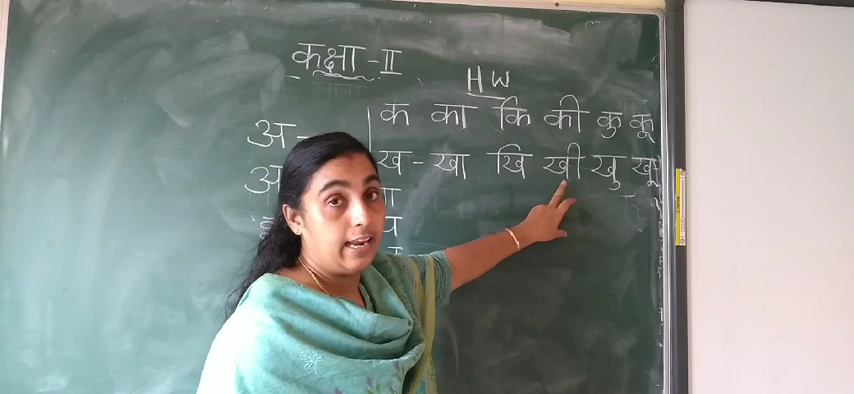 कक्षा - II
H W
क का कि की कु कू
ख - खा खि खी खु खू
अ -